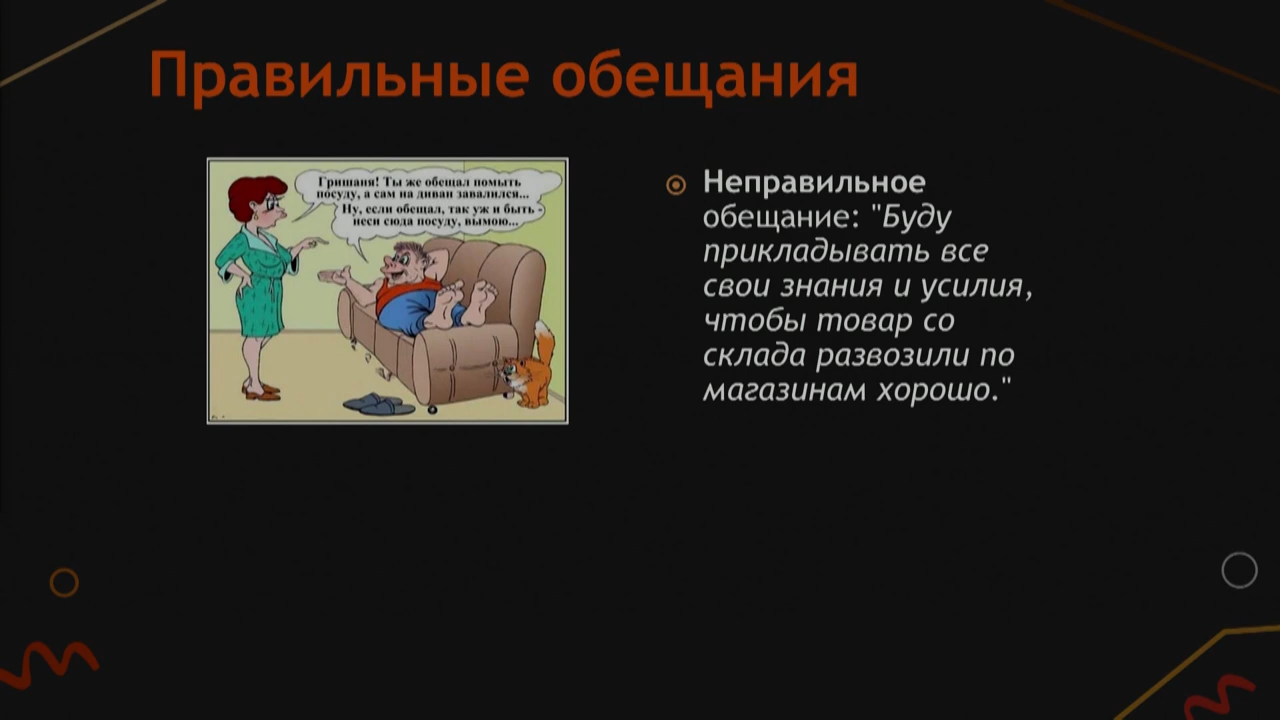 Правильные обещания
Гришаня! Ты же обещал помыть
посуду, а сам на диван завалился...
Ну, если обещал, так уж и быть -
неси сюда посуду, вымою...
Неправильное
обещание: "Буду
прикладывать все
свои знания и усилия,
чтобы товар со
склада развозили по
магазинам хорошо."